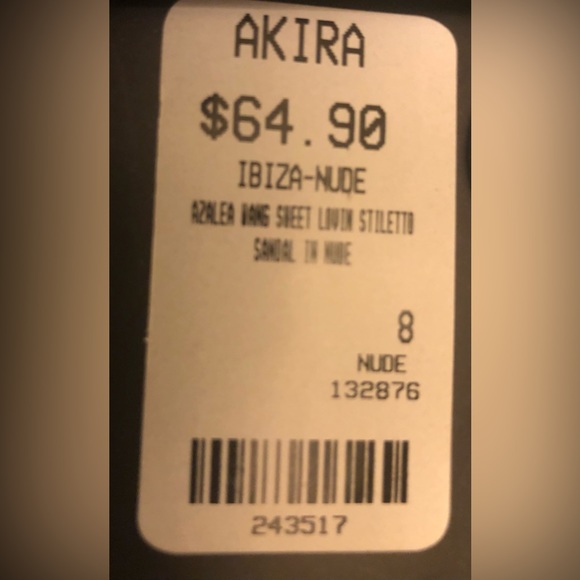 AKIRA
$64.90
IBIZA-NUDE
AZALEA WANG SWEET LOVIN STILETTO
SANDAL IN NUDE
8
NUDE
132876
243517